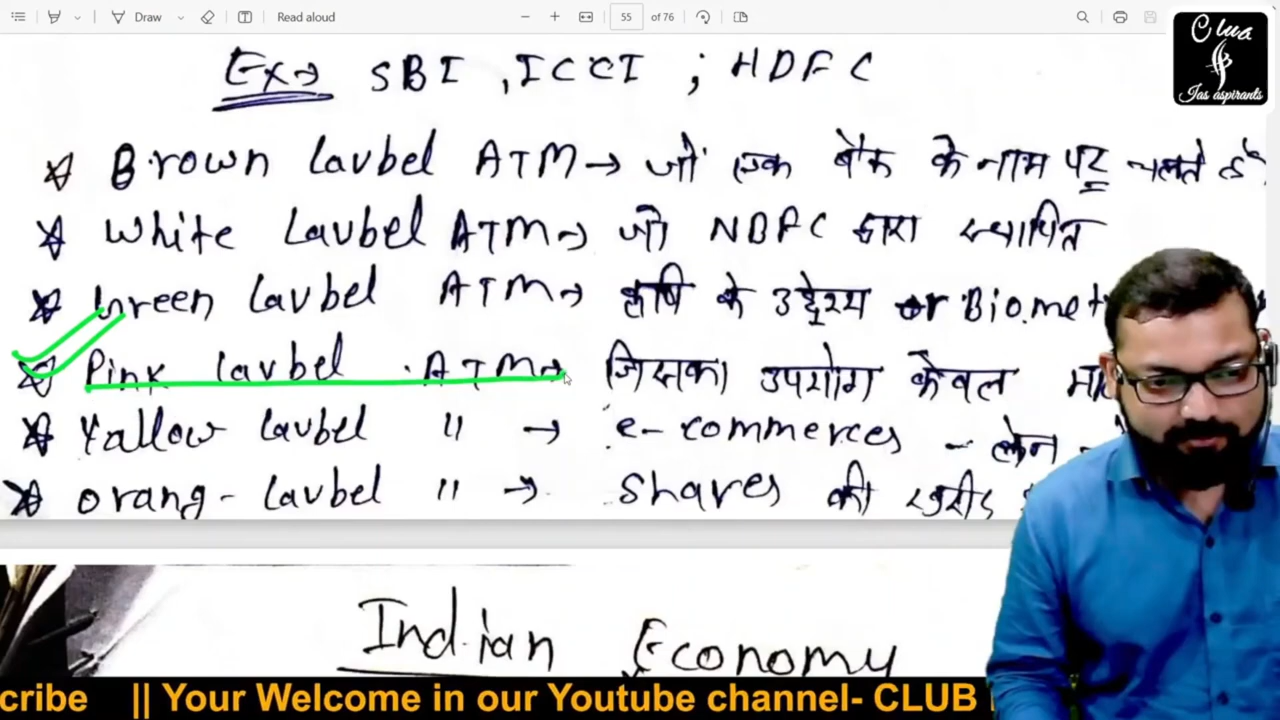 Draw
Read aloud
55
of 76
Clua
Ias aspirants
Ex→ SBI, ICCI ; HDFC
Brown Lavbel ATM → जो एक बैंक के नाम पर चलते है
White Lavbel ATM → जो NBFC द्वारा स्थापित
Green Lavbel ATM → कृषि के उद्देश्य or Biomet
Pink lavbel ATM → जिसका उपयोग केवल
Yallow lavbel " → e-commerces - लेन
orang- Lavbel " → shares की खरीद
Indian Economy
cribe || Your Welcome in our Youtube channel- CLUB